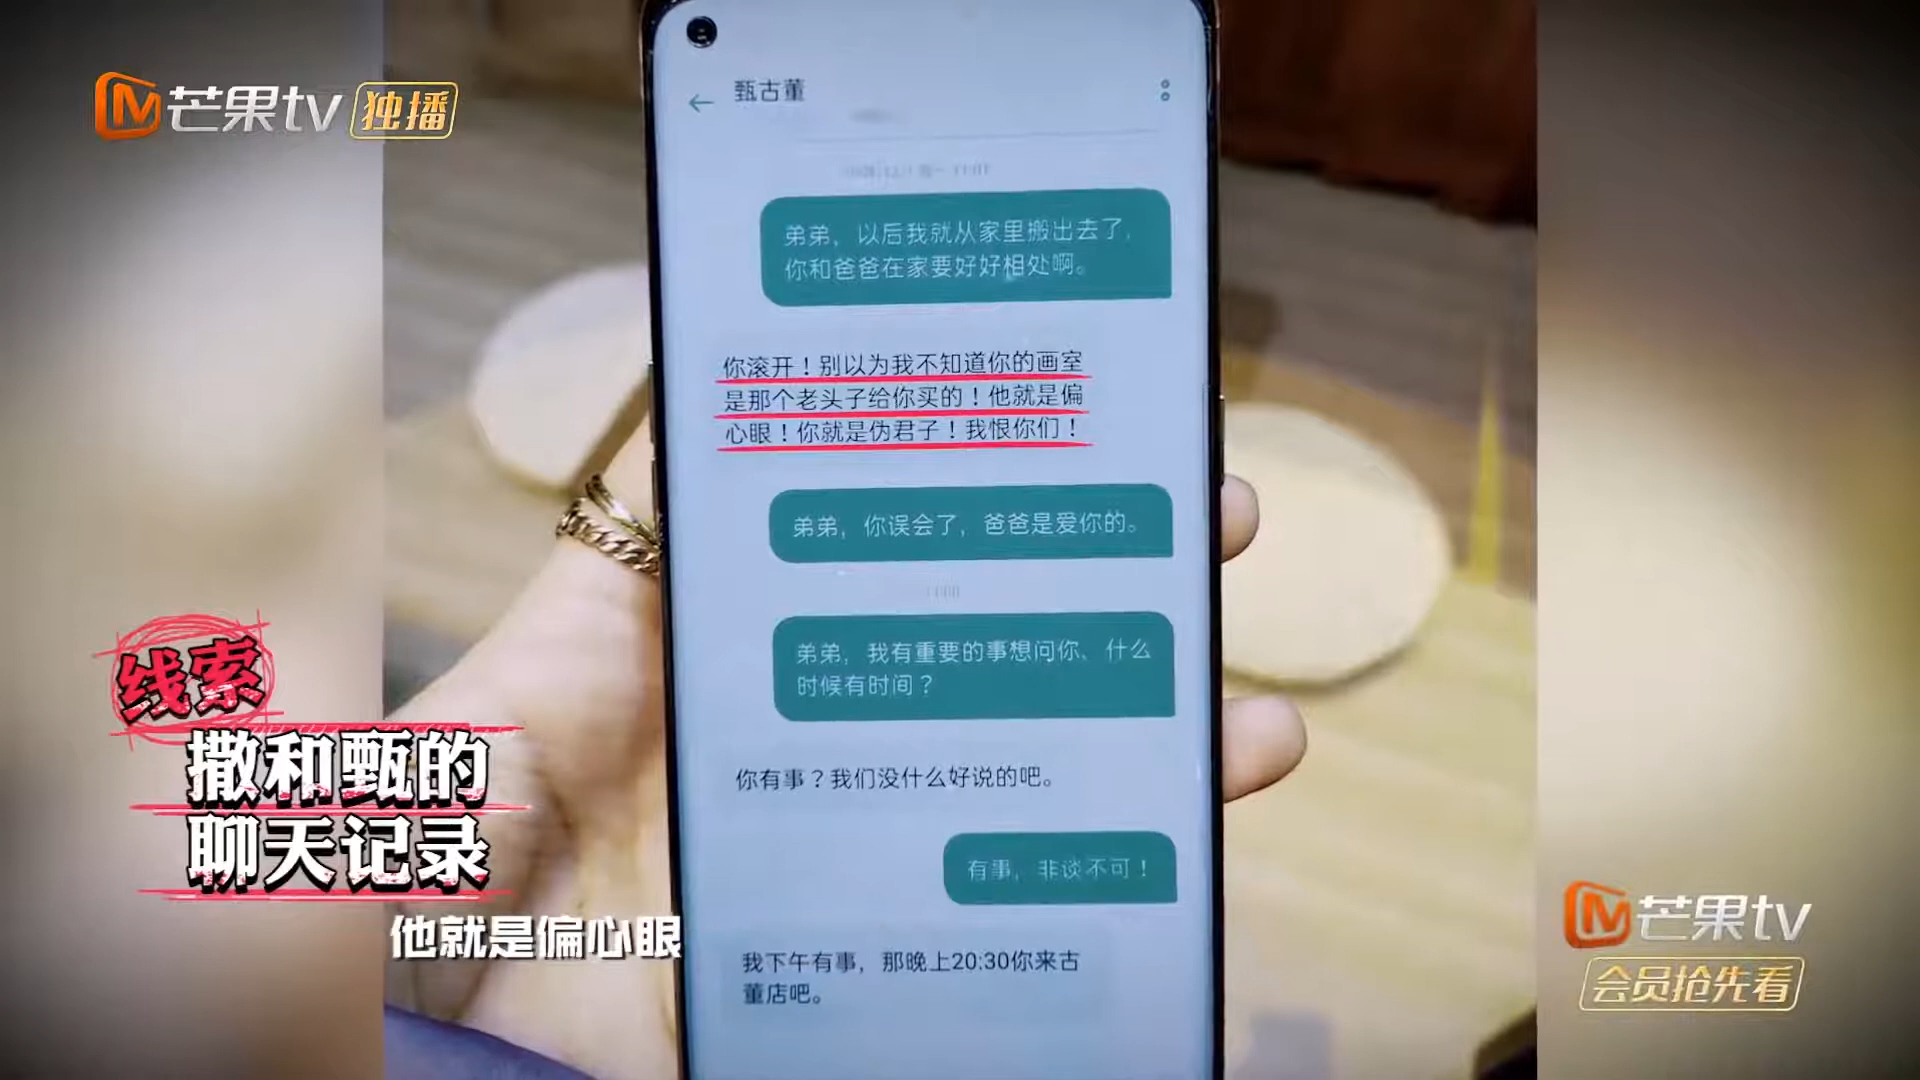 芒果tv 独播
甄古董
弟弟，以后我就从家里搬出去了，
你和爸爸在家要好好相处啊。
你滚开！别以为我不知道你的画室
是那个老头子给你买的！他就是偏
心眼！你就是伪君子！我恨你们！
弟弟，你误会了，爸爸是爱你的。
弟弟，我有重要的事想问你、什么
时候有时间？
你有事？我们没什么好说的吧。
有事，非谈不可！
我下午有事，那晚上20:30你来古
董店吧。
线索
撒和甄的
聊天记录
他就是偏心眼
芒果tv
会员抢先看